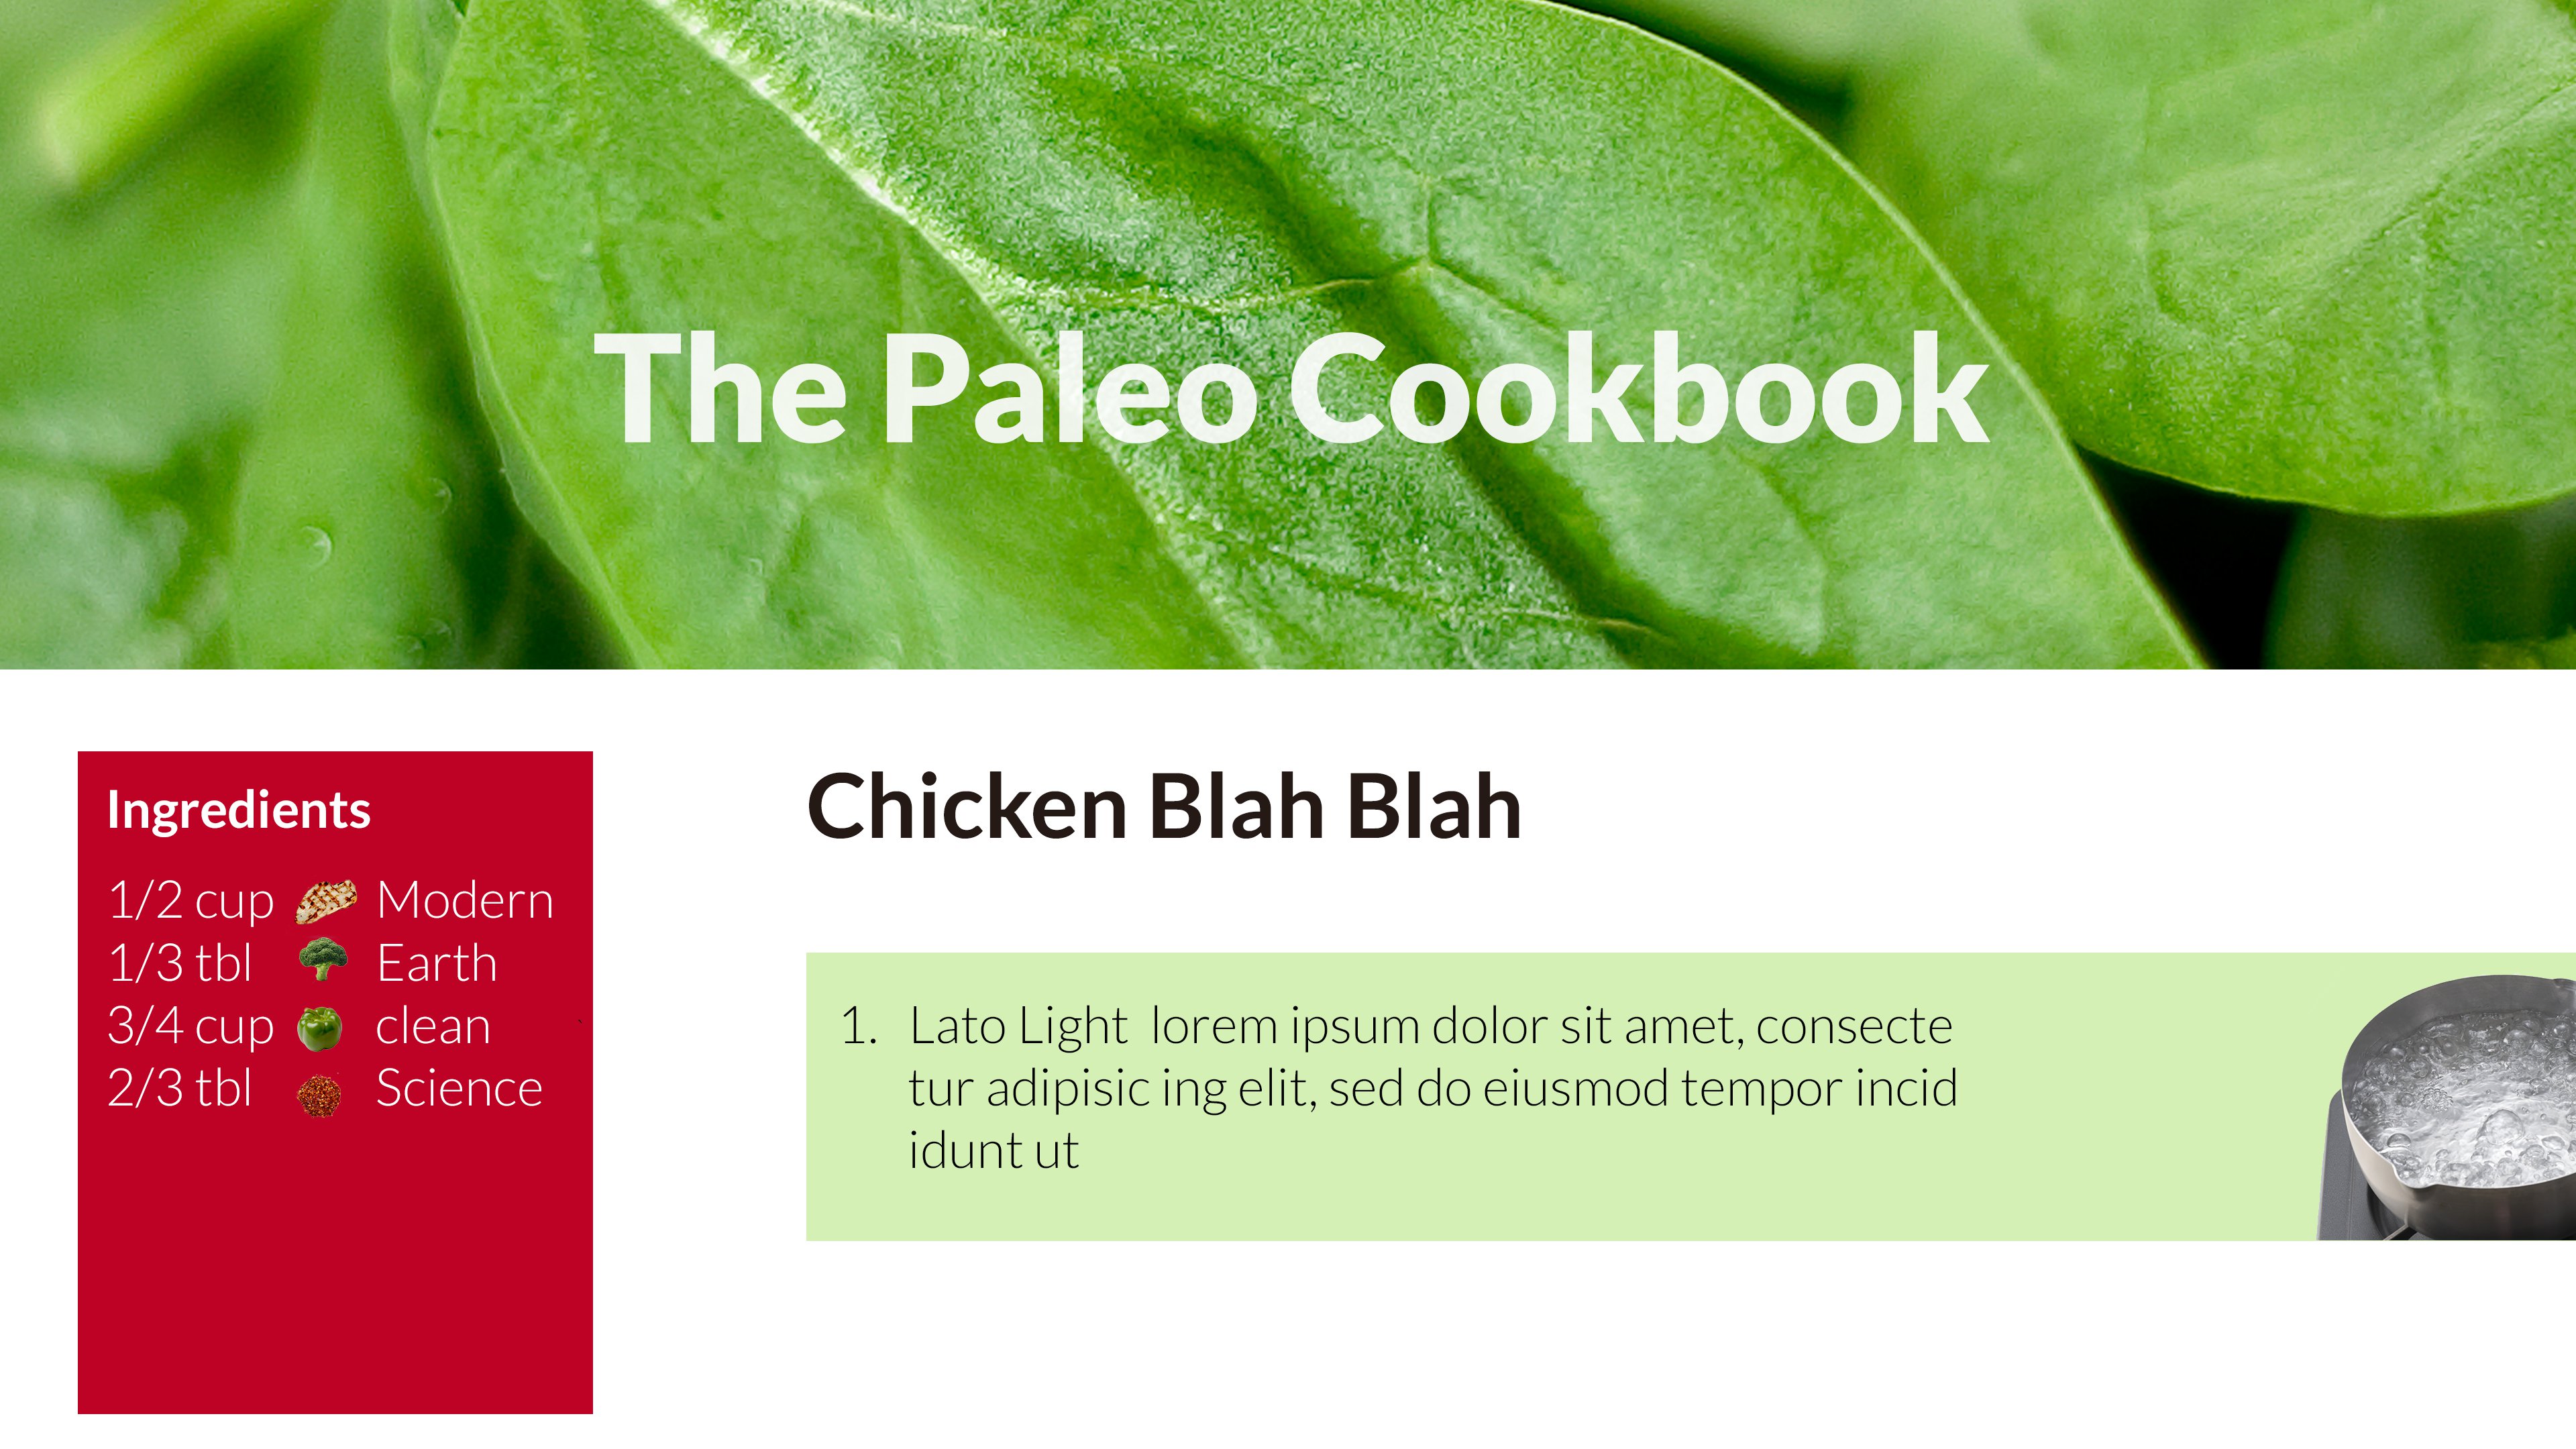 The Paleo Cookbook
Ingredients
1/2 cup Modern
1/3 tbl Earth
3/4 cup clean
2/3 tbl Science
Chicken Blah Blah
1. Lato Light lorem ipsum dolor sit amet, consecte
tur adipisic ing elit, sed do eiusmod tempor incid
idunt ut